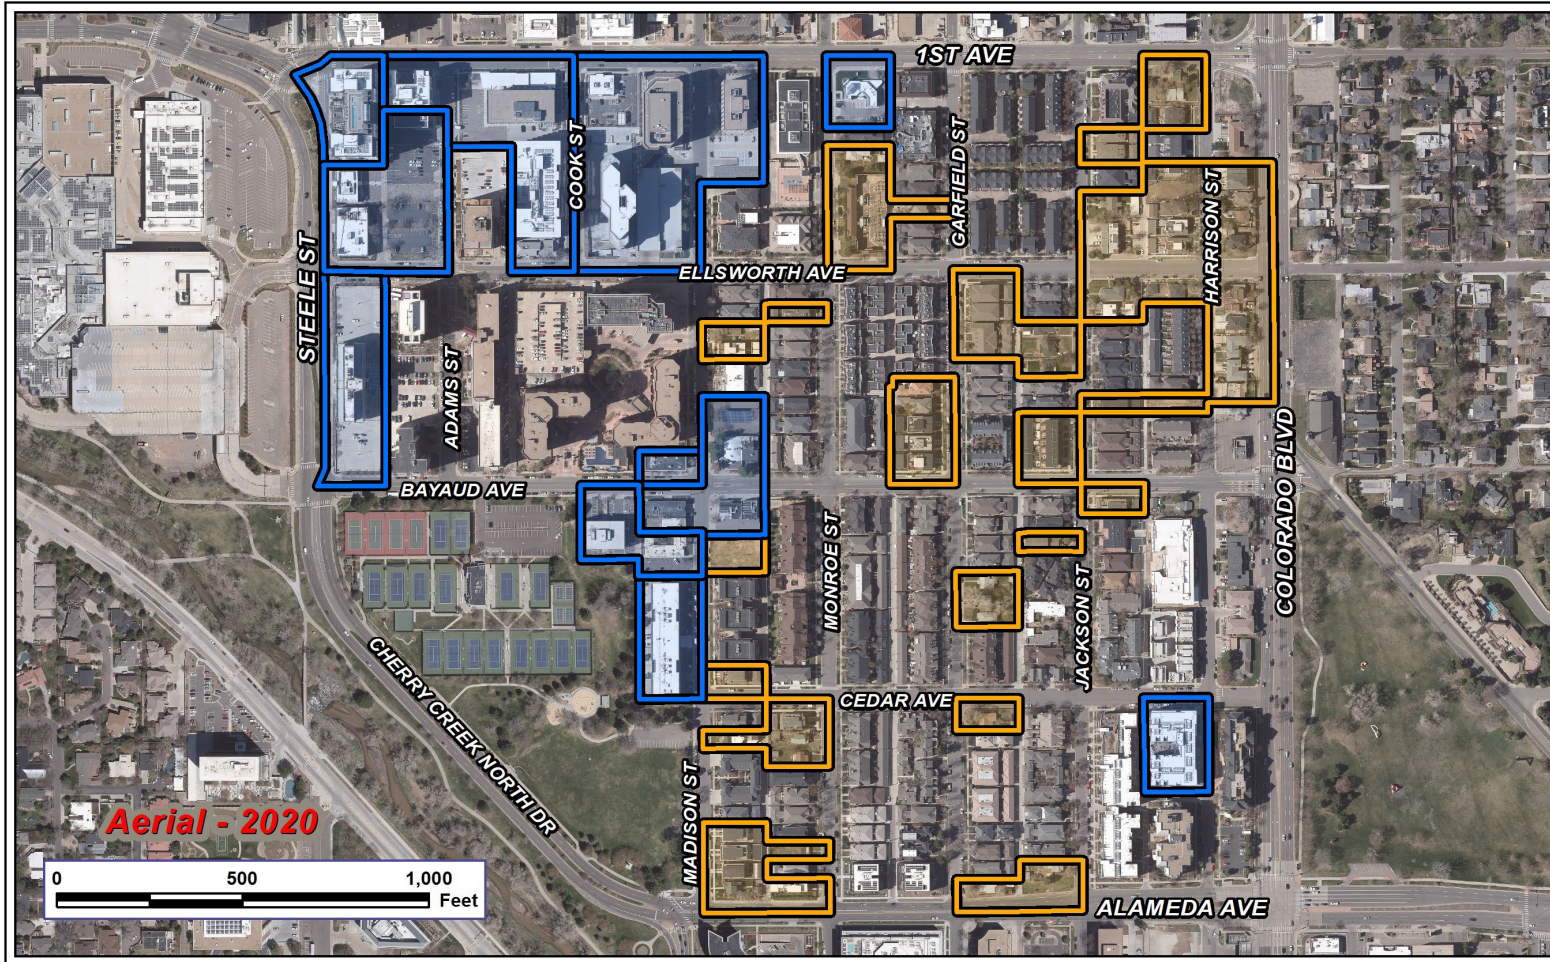 1ST AVE
COOK ST
GARFIELD ST
HARRISON ST
STEELE ST
ELLSWORTH AVE
ADAMS ST
BAYAUD AVE
MONROE ST
COLORADO BLVD
JACKSON ST
CHERRY CREEK NORTH DR
CEDAR AVE
MADISON ST
Aerial - 2020
0 500 1,000
Feet
ALAMEDA AVE